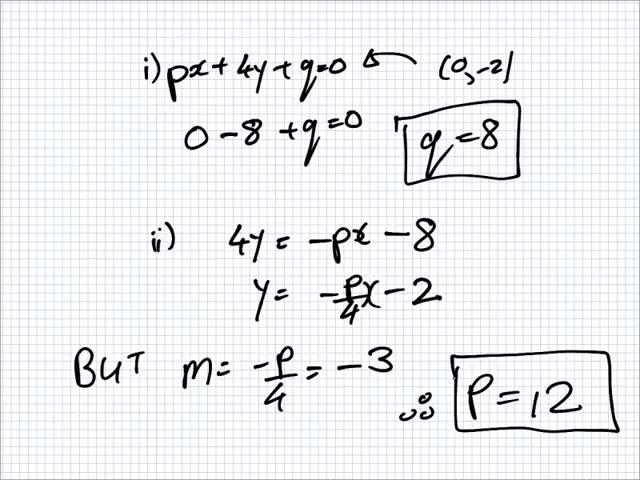 i) px + 4y + q = 0 ← (0, -2)
0 - 8 + q = 0 q = 8
ii) 4y = -px - 8
y = -p/4 x - 2
BUT m = -p/4 = -3 ∴ P = 12